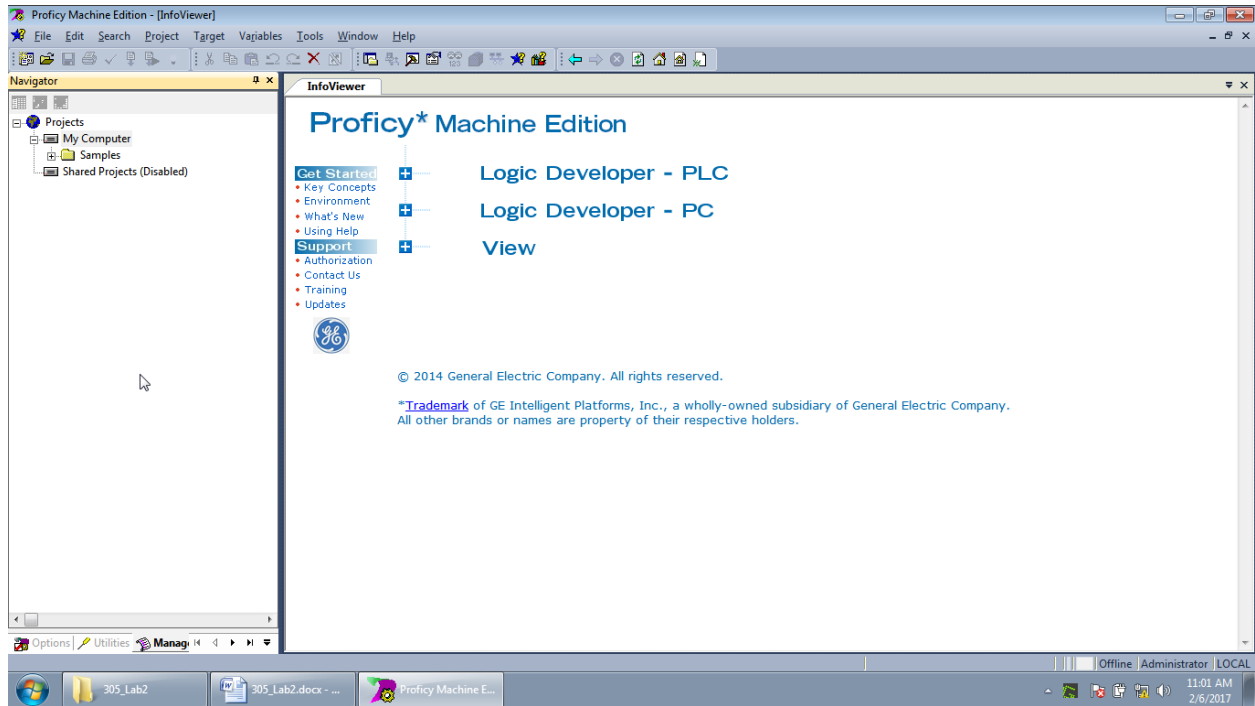 Proficy Machine Edition - [InfoViewer]
File Edit Search Project Target Variables Tools Window Help
Navigator
InfoViewer
Projects
My Computer
Samples
Shared Projects (Disabled)
Proficy* Machine Edition
Get Started
• Key Concepts
• Environment
• What's New
• Using Help
Support
• Authorization
• Contact Us
• Training
• Updates
Logic Developer - PLC
Logic Developer - PC
View
GE
© 2014 General Electric Company. All rights reserved.
*Trademark of GE Intelligent Platforms, Inc., a wholly-owned subsidiary of General Electric Company.
All other brands or names are property of their respective holders.
Options Utilities Manag
Offline Administrator LOCAL
305_Lab2
305_Lab2.docx - ...
Proficy Machine E...
11:01 AM
2/6/2017